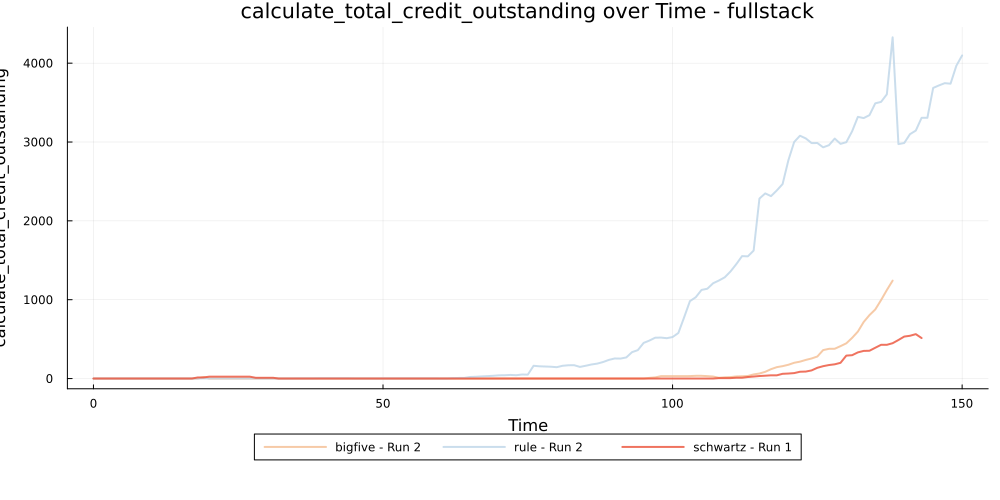 calculate_total_credit_outstanding over Time - fullstack
calculate_total_credit_outstanding
4000
3000
2000
1000
0
0 50 100 150
Time
bigfive - Run 2 rule - Run 2 schwartz - Run 1